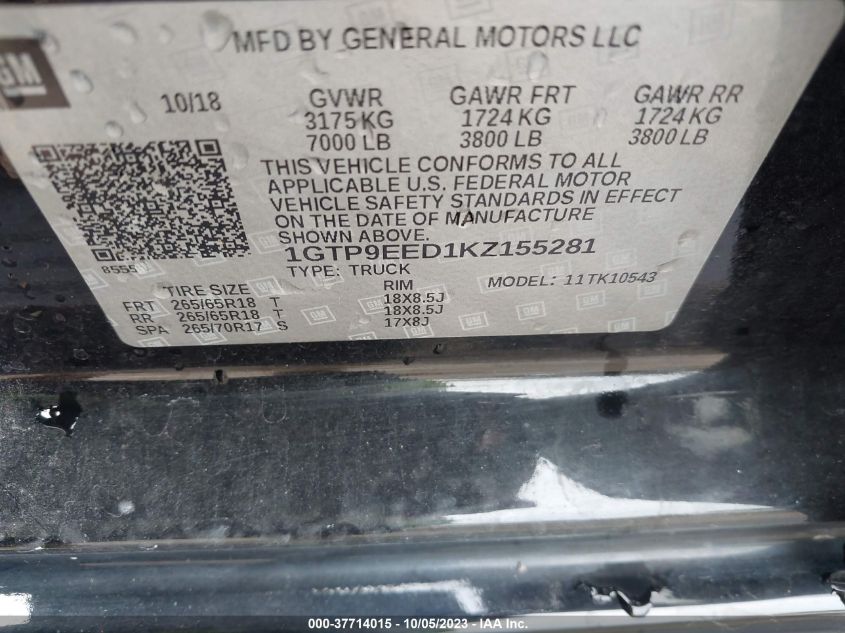 GM
MFD BY GENERAL MOTORS LLC
10/18 GVWR GAWR FRT GAWR RR
3175 KG 1724 KG 1724 KG
7000 LB 3800 LB 3800 LB
THIS VEHICLE CONFORMS TO ALL
APPLICABLE U.S. FEDERAL MOTOR
VEHICLE SAFETY STANDARDS IN EFFECT
ON THE DATE OF MANUFACTURE
SHOWN ABOVE.
8555
1GTP9EED1KZ155281
TYPE: TRUCK MODEL: 11TK10543
TIRE SIZE RIM
FRT 265/65R18 T 18X8.5J
RR 265/65R18 T 18X8.5J
SPA 265/70R17 S 17X8J
000-37714015 - 10/05/2023 - © IAA, Inc.